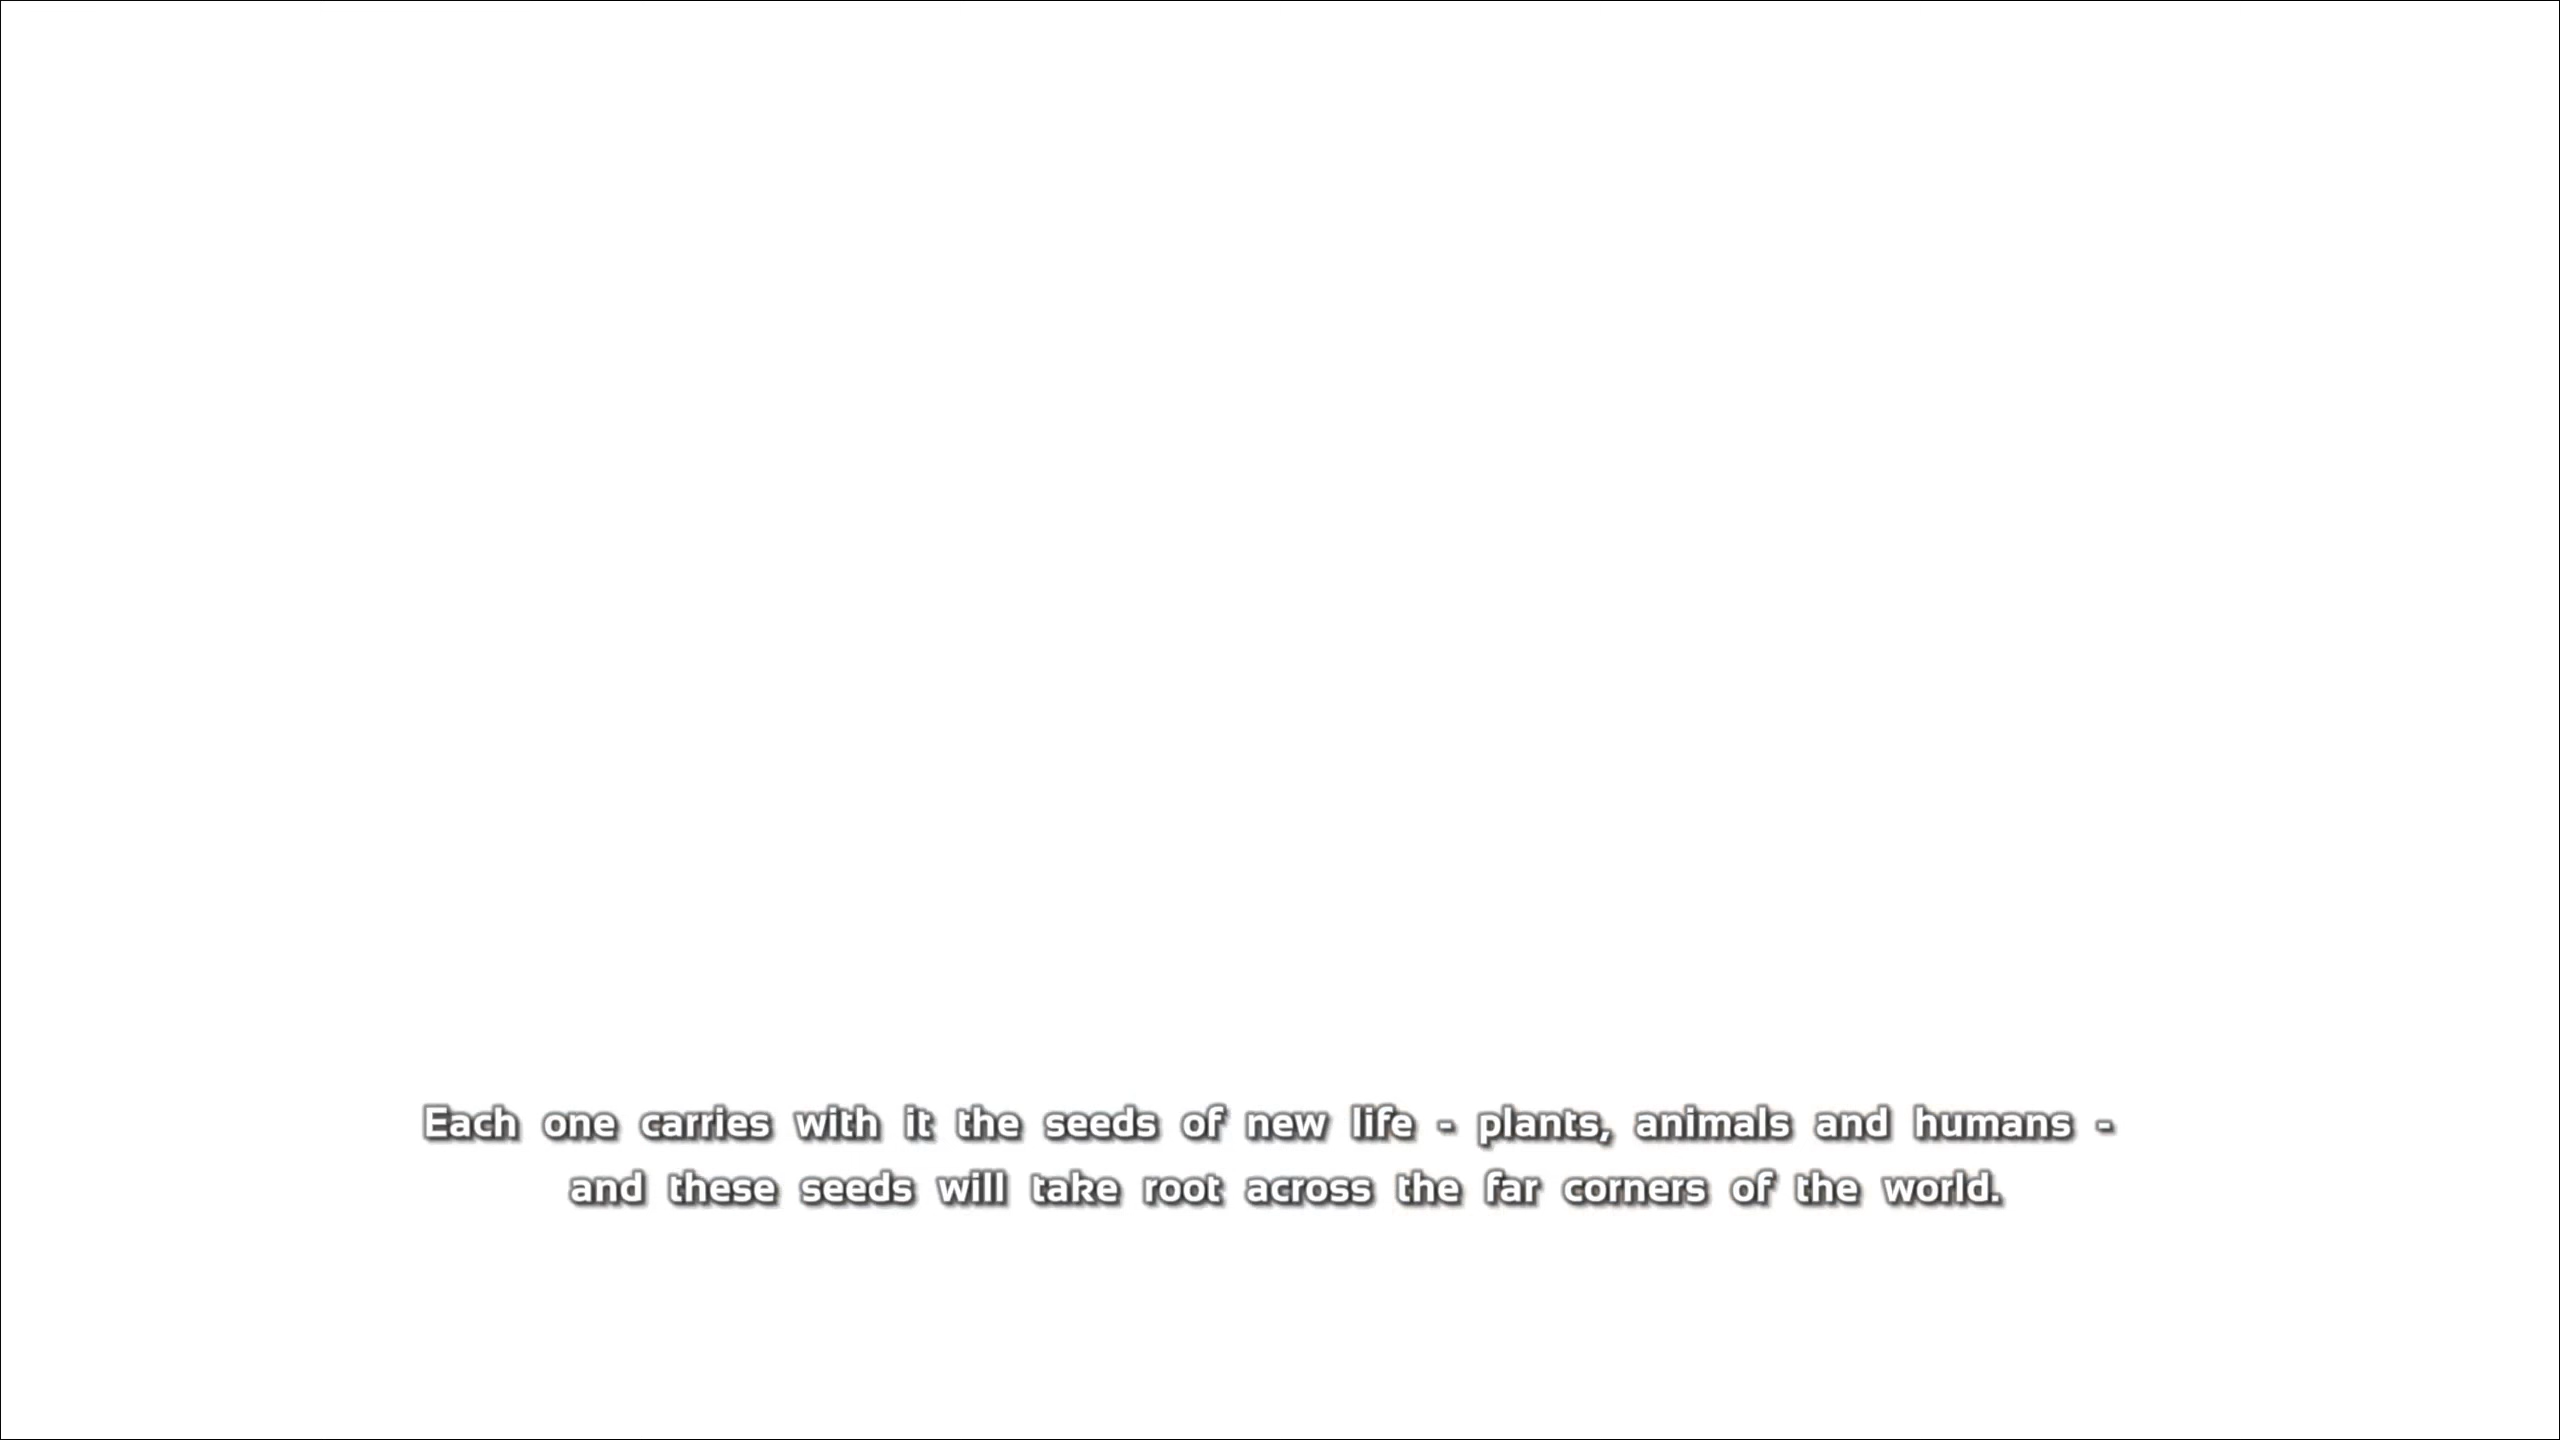 Each one carries with it the seeds of new life - plants, animals and humans -
and these seeds will take root across the far corners of the world.